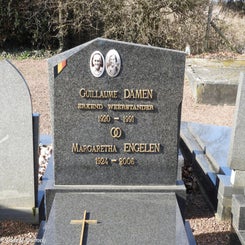 Guillaume DAMEN
ERKEND WEERSTANDER
1920 - 1991
Margaretha ENGELEN
1924 - 2006